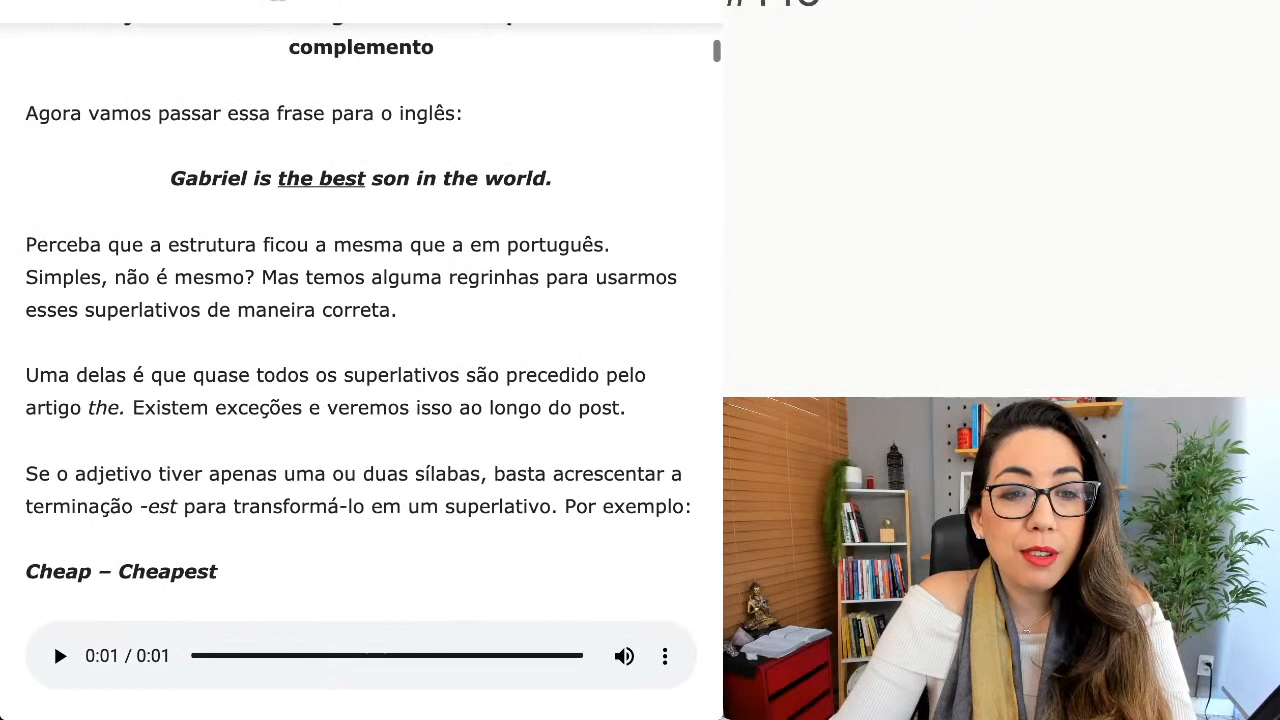 complemento
Agora vamos passar essa frase para o inglês:
Gabriel is the best son in the world.
Perceba que a estrutura ficou a mesma que a em português.
Simples, não é mesmo? Mas temos alguma regrinhas para usarmos
esses superlativos de maneira correta.
Uma delas é que quase todos os superlativos são precedido pelo
artigo the. Existem exceções e veremos isso ao longo do post.
Se o adjetivo tiver apenas uma ou duas sílabas, basta acrescentar a
terminação -est para transformá-lo em um superlativo. Por exemplo:
Cheap – Cheapest
0:01 / 0:01